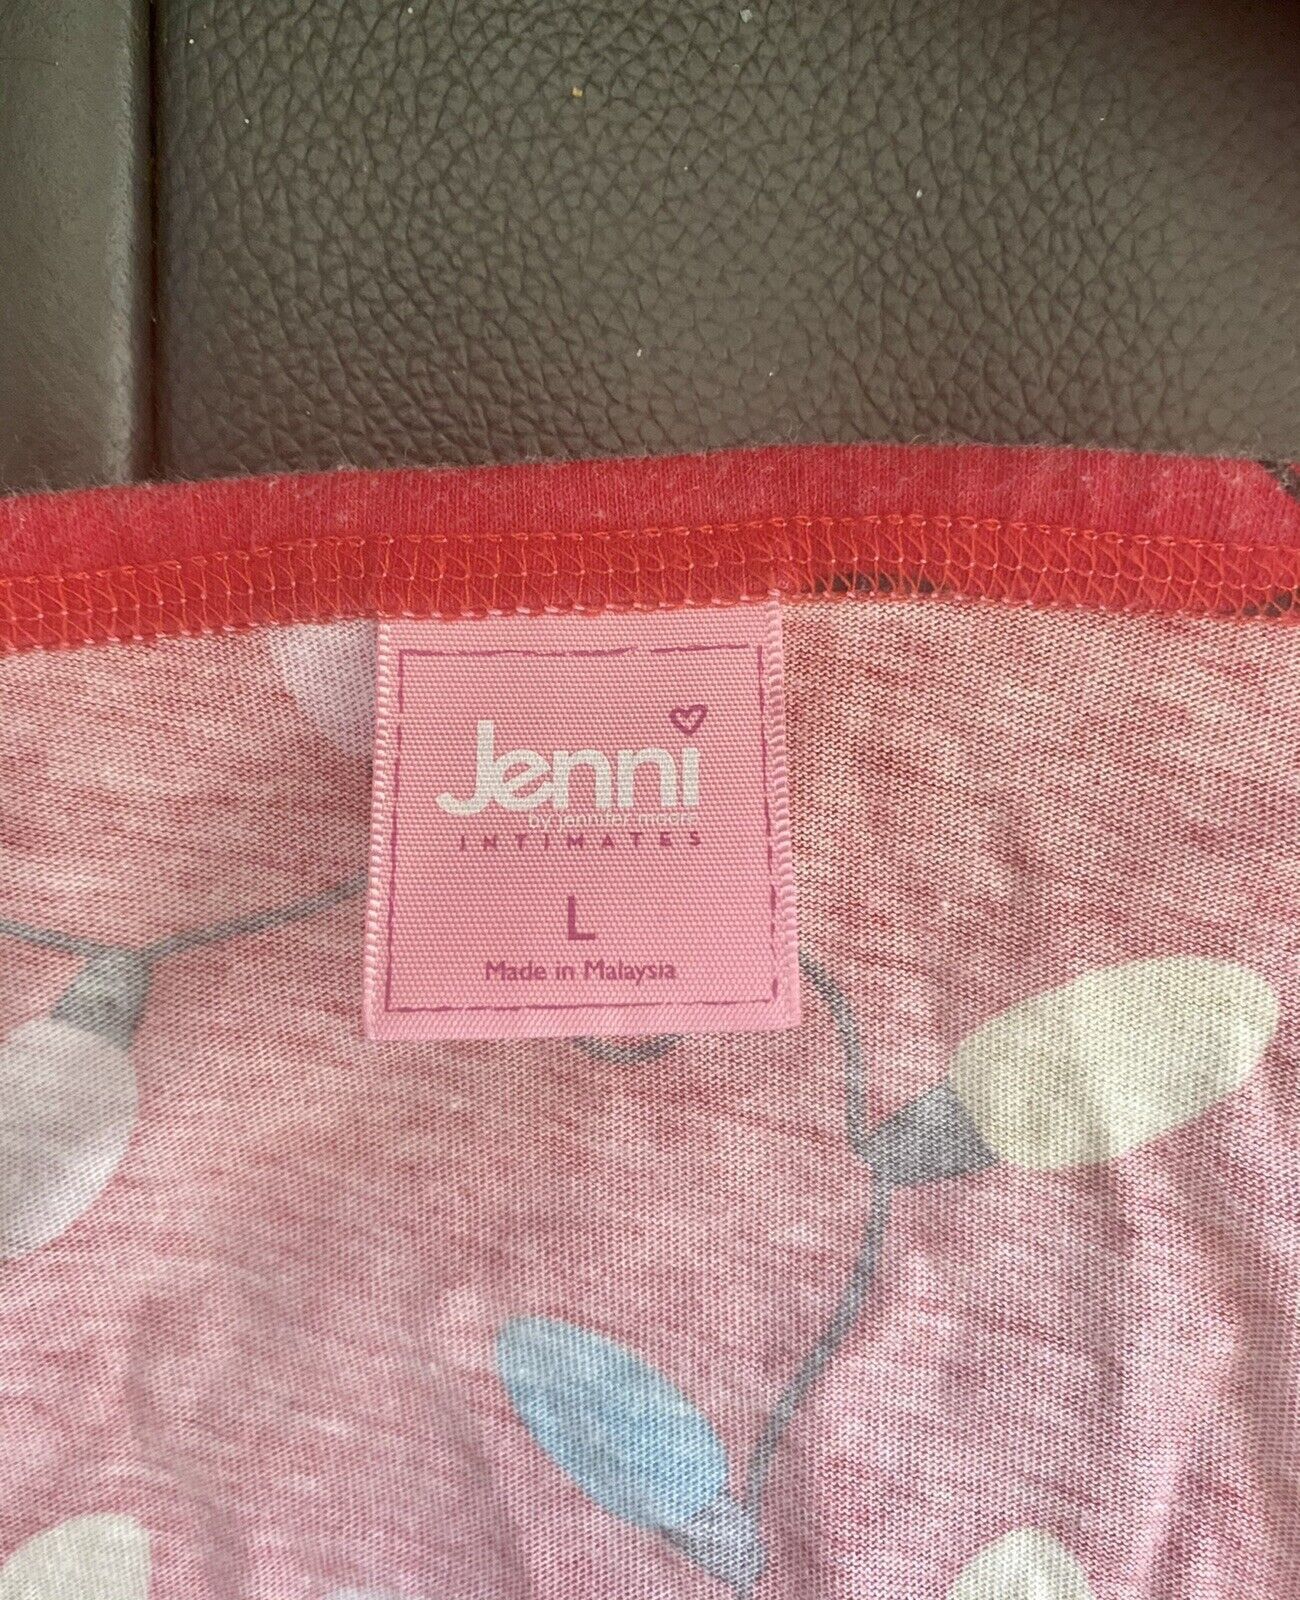 Jenni
by jennifer moore
INTIMATES
L
Made in Malaysia